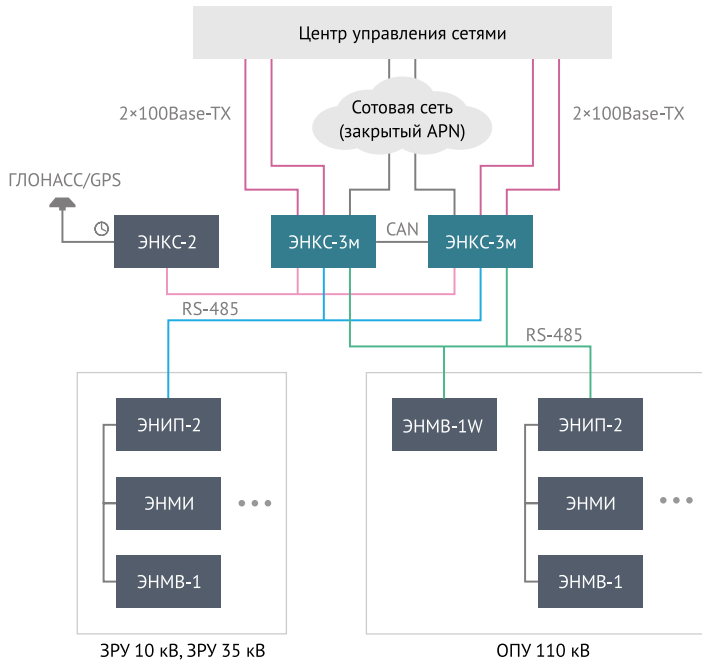 Центр управления сетями
2×100Base-TX
Сотовая сеть
(закрытый APN)
2×100Base-TX
ГЛОНАСС/GPS
ЭНКС-2
ЭНКС-3м
CAN
ЭНКС-3м
RS-485
RS-485
ЭНИП-2
ЭНМИ
ЭНМВ-1
ЗРУ 10 кВ, ЗРУ 35 кВ
ЭНМВ-1W
ЭНИП-2
ЭНМИ
ЭНМВ-1
ОПУ 110 кВ